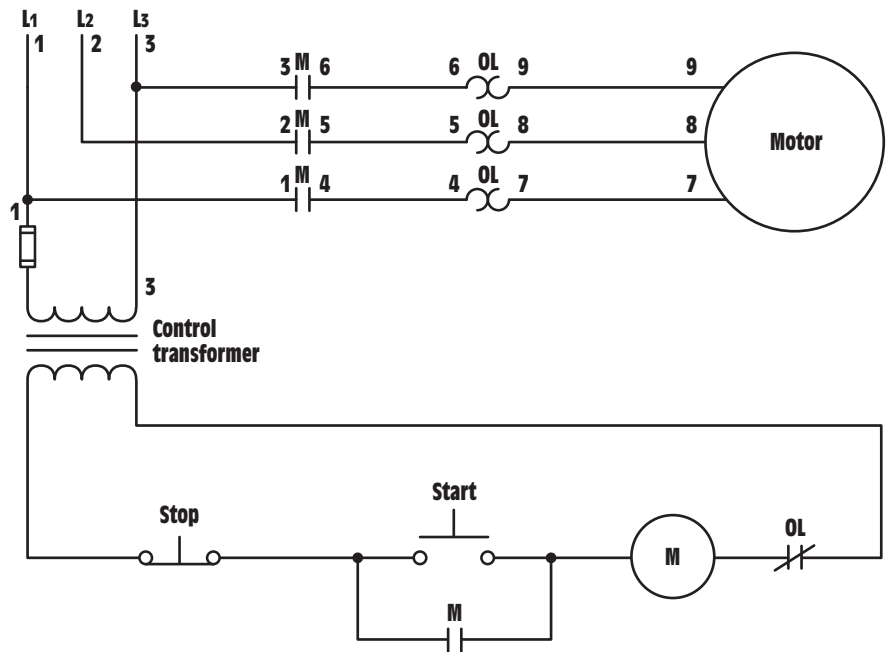 L1 L2 L3
1 2 3
3 M 6 6 OL 9 9
2 M 5 5 OL 8 8
Motor
1 M 4 4 OL 7 7
1
3
Control
transformer
Start
Stop
OL
M
M